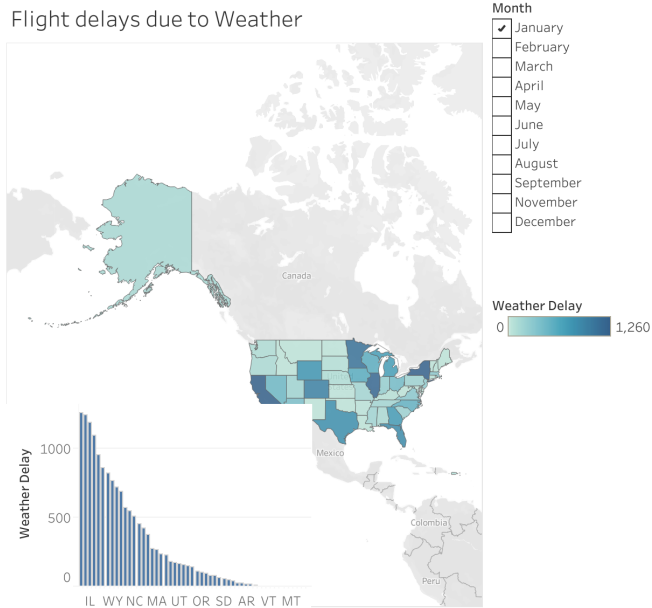 Flight delays due to Weather
Month
January
February
March
April
May
June
July
August
September
November
December
Canada
Weather Delay
0 1,260
Mexico
Colombia
Peru
Weather Delay
1000
500
0
IL WY NC MA UT OR SD AR VT MT